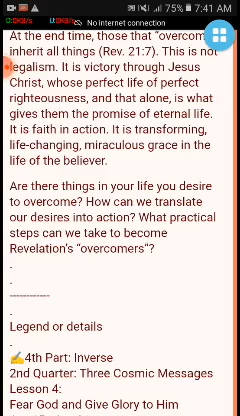 75% 7:41 AM
0:0KB/s U:0KB/s No internet connection
At the end time, those that "overcom
inherit all things (Rev. 21:7). This is not
legalism. It is victory through Jesus
Christ, whose perfect life of perfect
righteousness, and that alone, is what
gives them the promise of eternal life.
It is faith in action. It is transforming,
life-changing, miraculous grace in the
life of the believer.
Are there things in your life you desire
to overcome? How can we translate
our desires into action? What practical
steps can we take to become
Revelation's "overcomers"?
.
.
------------
.
Legend or details
.
✍4th Part: Inverse
2nd Quarter: Three Cosmic Messages
Lesson 4:
Fear God and Give Glory to Him